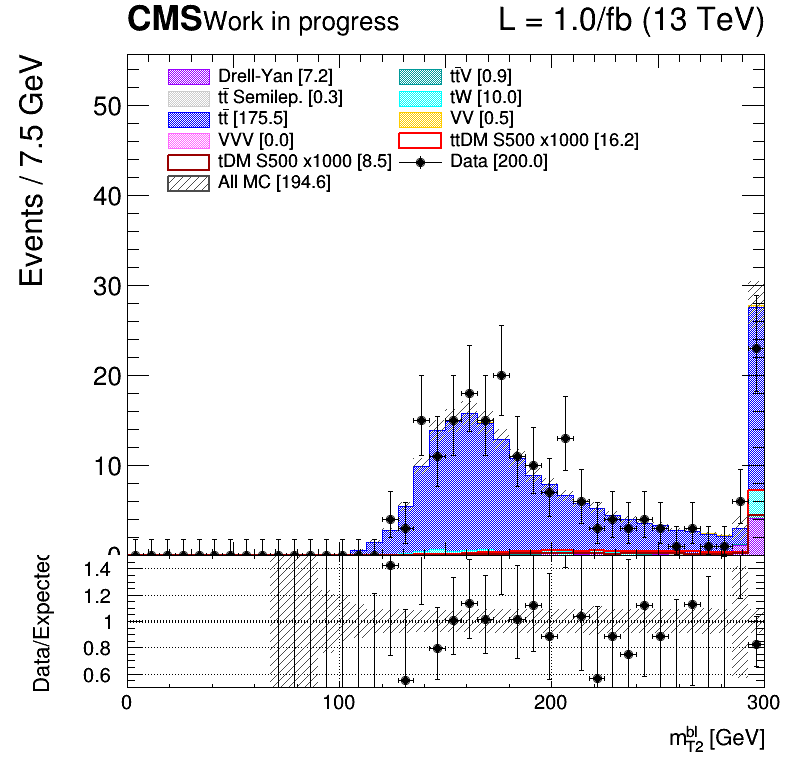 CMS Work in progress L = 1.0/fb (13 TeV)
Events / 7.5 GeV
Drell-Yan [7.2] tt̄V [0.9]
tt̄ Semilep. [0.3] tW [10.0]
tt̄ [175.5] VV [0.5]
VVV [0.0] ttDM S500 x1000 [16.2]
tDM S500 x1000 [8.5] Data [200.0]
All MC [194.6]
50
40
30
20
10
0
Data/Expected
1.4
1.2
1
0.8
0.6
0 100 200 300
m_{T2}^{bl} [GeV]